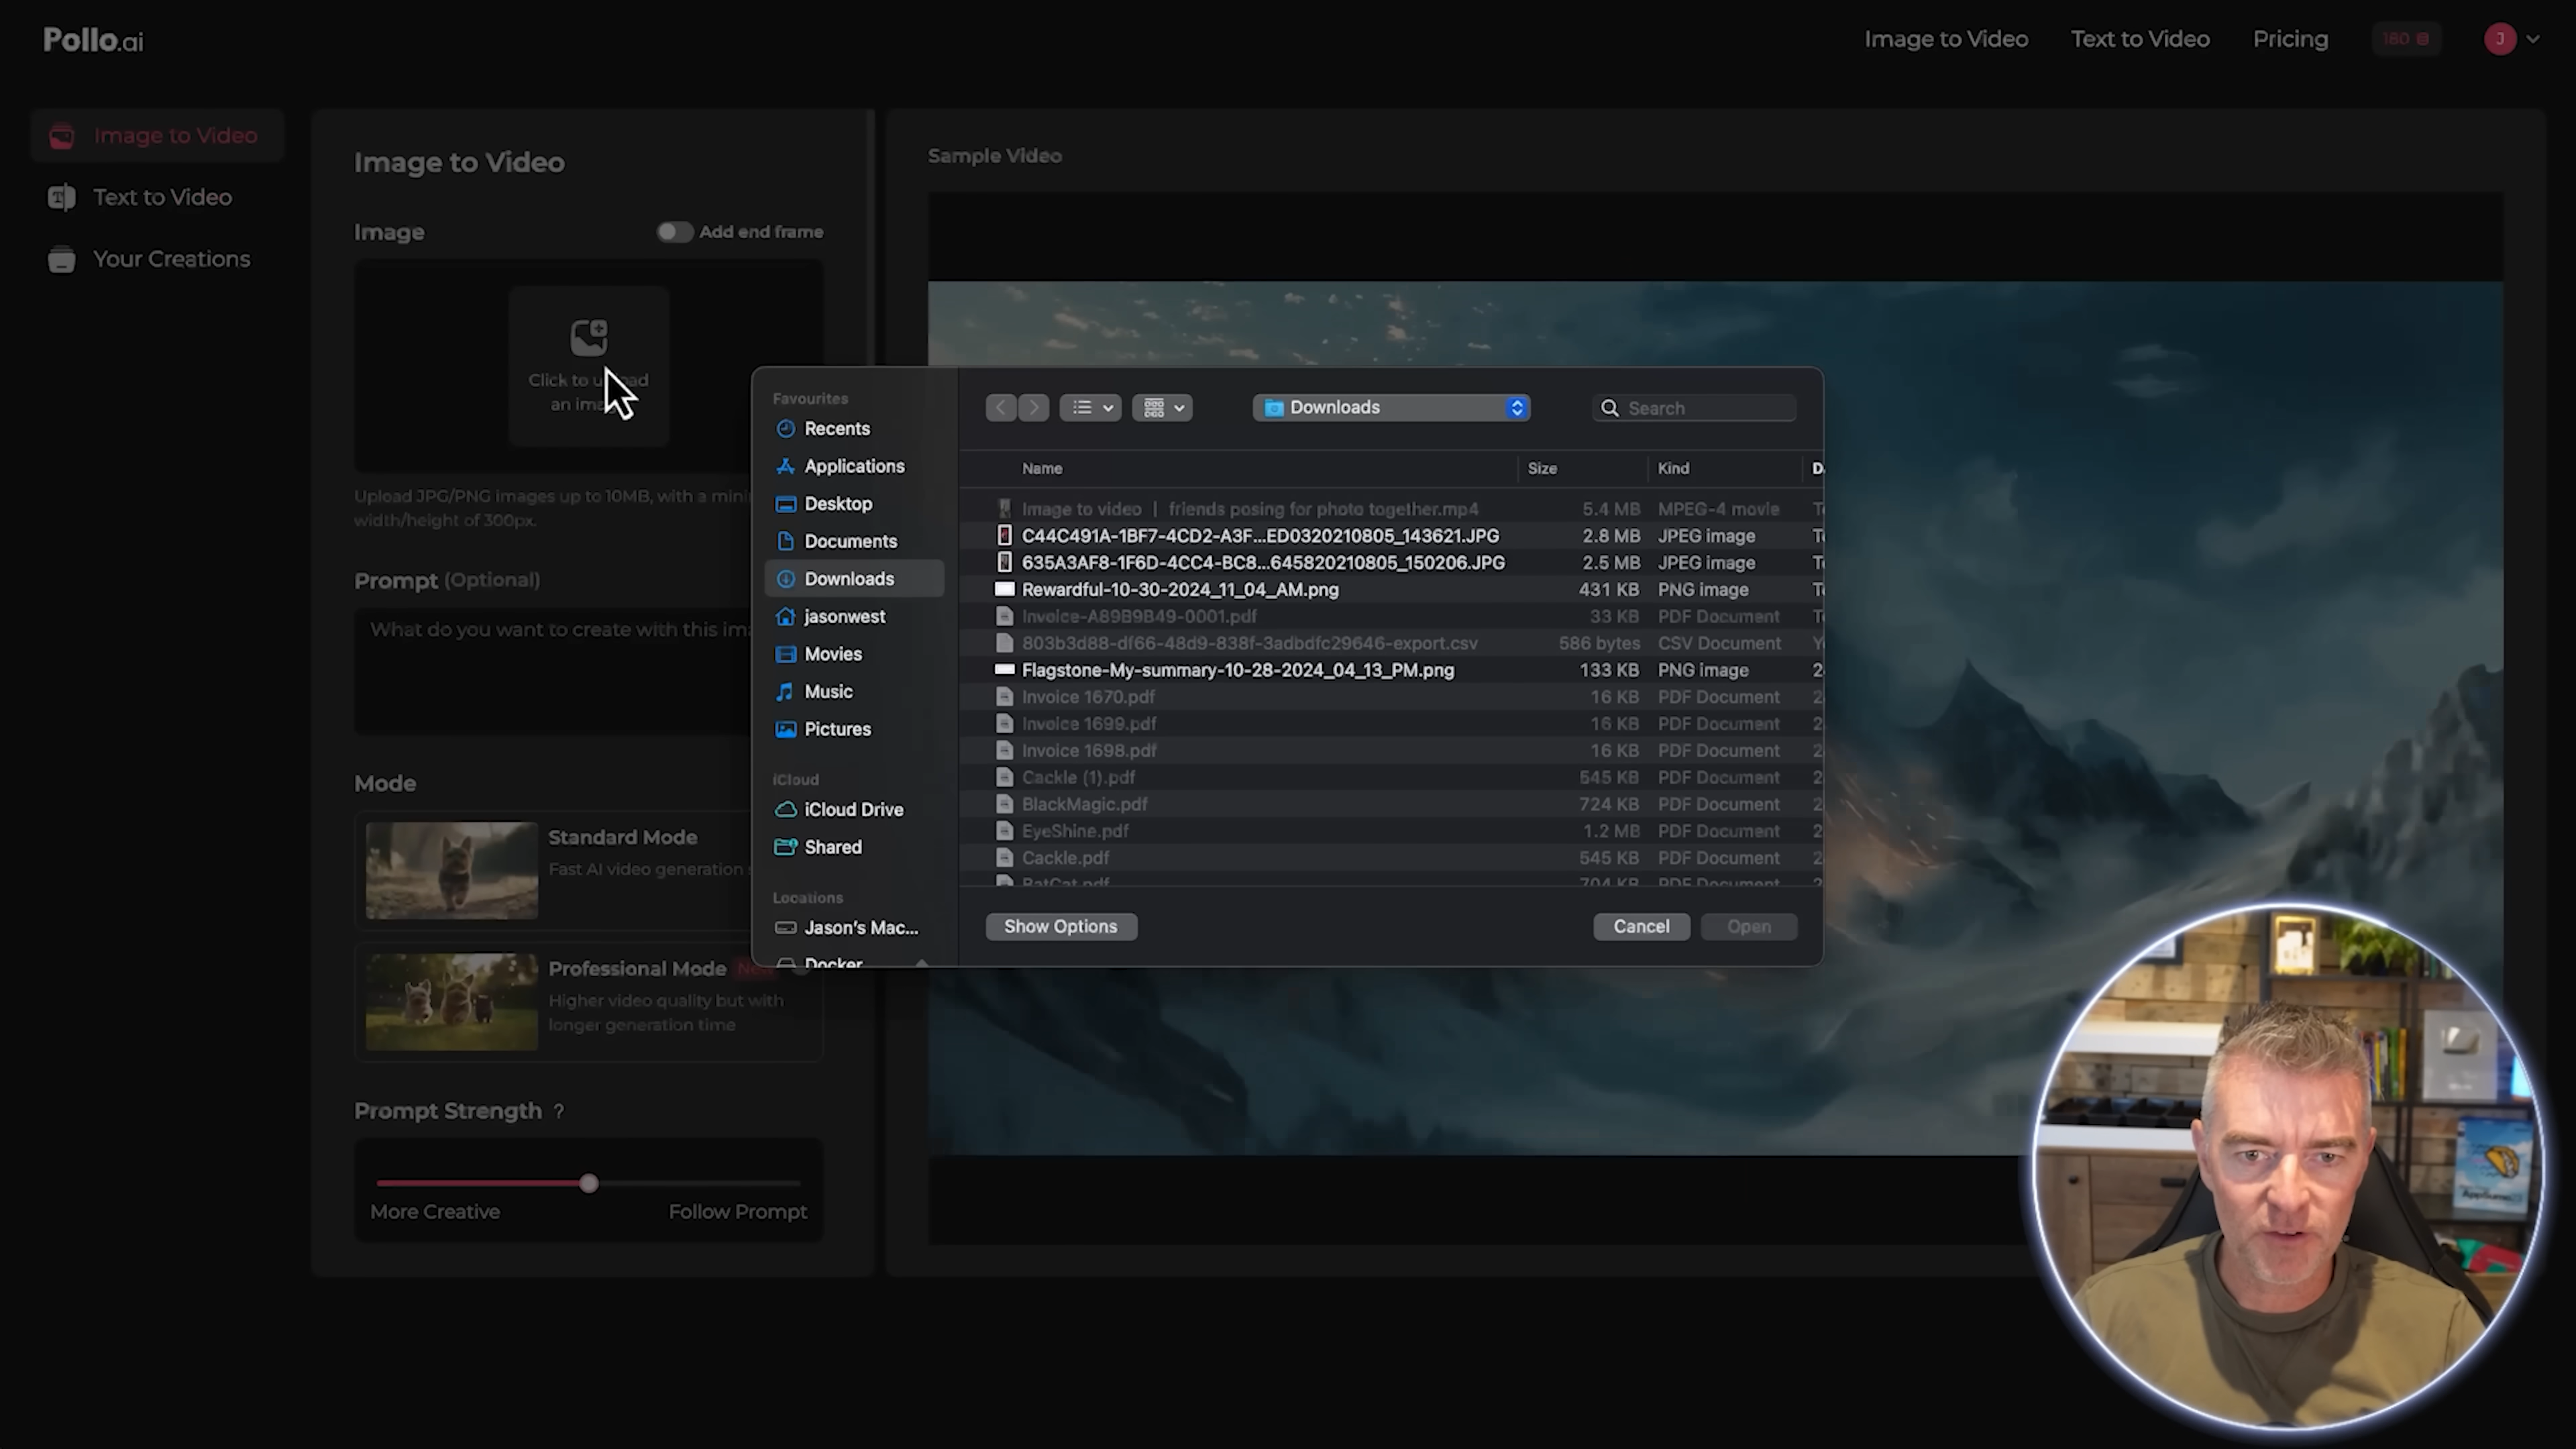 Pollo.ai
Image to Video
Text to Video
Pricing
180
J
Image to Video
Text to Video
Your Creations
Image to Video
Image
Add end frame
Click to upload
an
Upload JPG/PNG images up to 10MB, with a
width/height of 300px.
Prompt (Optional)
What do you want to create with this
Mode
Standard Mode
Fast AI video generation
Professional Mode
Higher video quality but with
longer generation time
Prompt Strength ?
More Creative
Follow Prompt
Sample Video
Favourites
Recents
Applications
Desktop
Documents
Downloads
jasonwest
Movies
Music
Pictures
iCloud
iCloud Drive
Shared
Locations
Jason's Mac...
Docker
Downloads
Search
Name Size Kind
Image to video | friends posing for photo together.mp4 5.4 MB MPEG-4 movie
C44C491A-1BF7-4CD2-A3F...ED0320210805_143621.JPG 2.8 MB JPEG image
635A3AF8-1F6D-4CC4-BC8...645820210805_150206.JPG 2.5 MB JPEG image
Rewardful-10-30-2024_11_04_AM.png 431 KB PNG image
Invoice-A89B9B49-0001.pdf 33 KB PDF Document
803b3d88-df66-48d9-838f-3adbdfc29646-export.csv 586 bytes CSV Document
Flagstone-My-summary-10-28-2024_04_13_PM.png 133 KB PNG image
Invoice 1670.pdf 16 KB PDF Document
Invoice 1699.pdf 16 KB PDF Document
Invoice 1698.pdf 16 KB PDF Document
Cackle (1).pdf 545 KB PDF Document
BlackMagic.pdf 724 KB PDF Document
EyeShine.pdf 1.2 MB PDF Document
Cackle.pdf 545 KB PDF Document
BatCat.pdf 704 KB PDF Document
Show Options
Cancel
Open